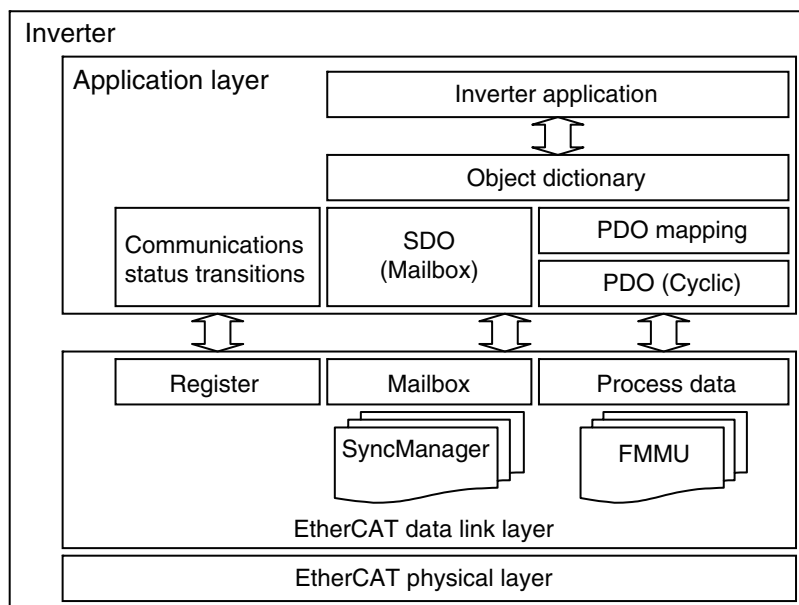 Inverter
Application layer
Inverter application
Object dictionary
Communications
status transitions
SDO
(Mailbox)
PDO mapping
PDO (Cyclic)
Register
Mailbox
Process data
SyncManager
FMMU
EtherCAT data link layer
EtherCAT physical layer